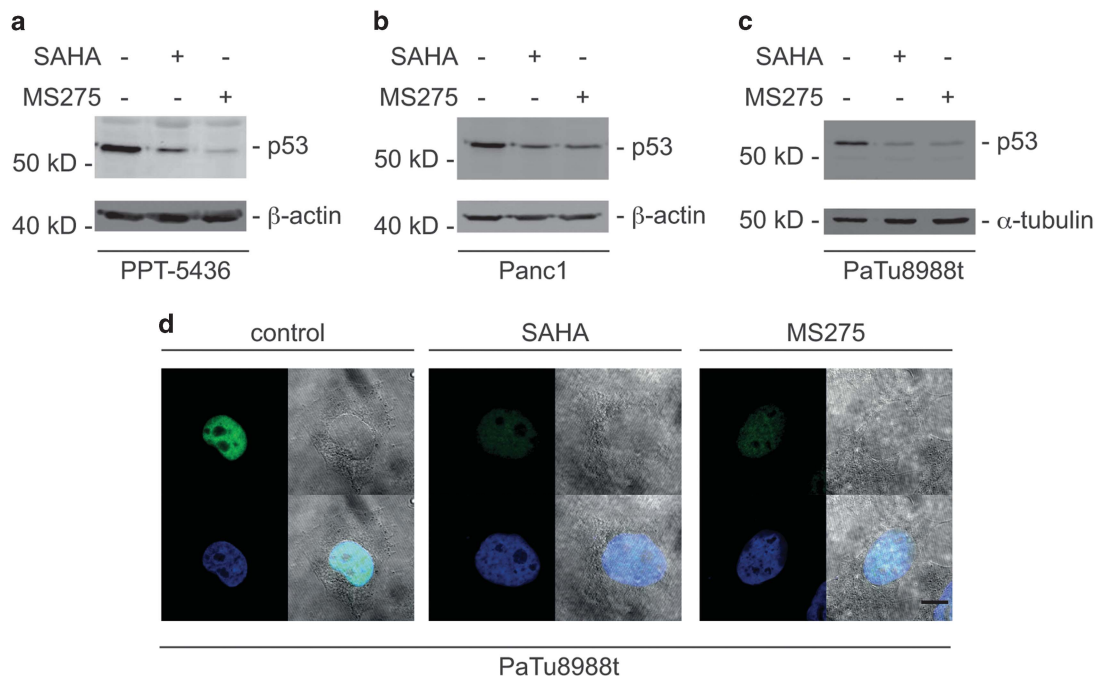 a
SAHA - + -
MS275 - - +
50 kD - - p53
40 kD - - β-actin
PPT-5436
b
SAHA - + -
MS275 - - +
50 kD - - p53
40 kD - - β-actin
Panc1
c
SAHA - + -
MS275 - - +
50 kD - - p53
50 kD - - α-tubulin
PaTu8988t
d
control SAHA MS275
PaTu8988t